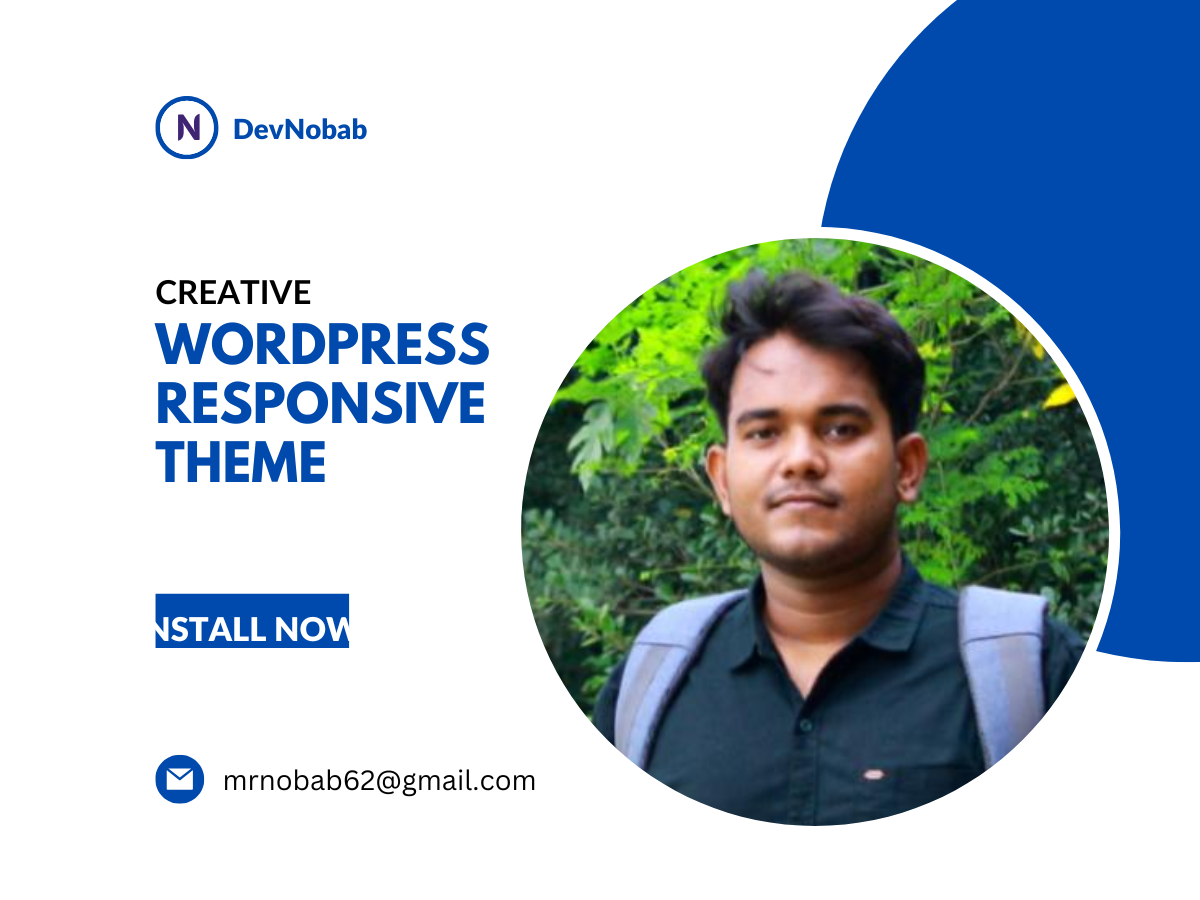 N
DevNobab
CREATIVE
WORDPRESS
RESPONSIVE
THEME
NSTALL NOW
mrnobab62@gmail.com